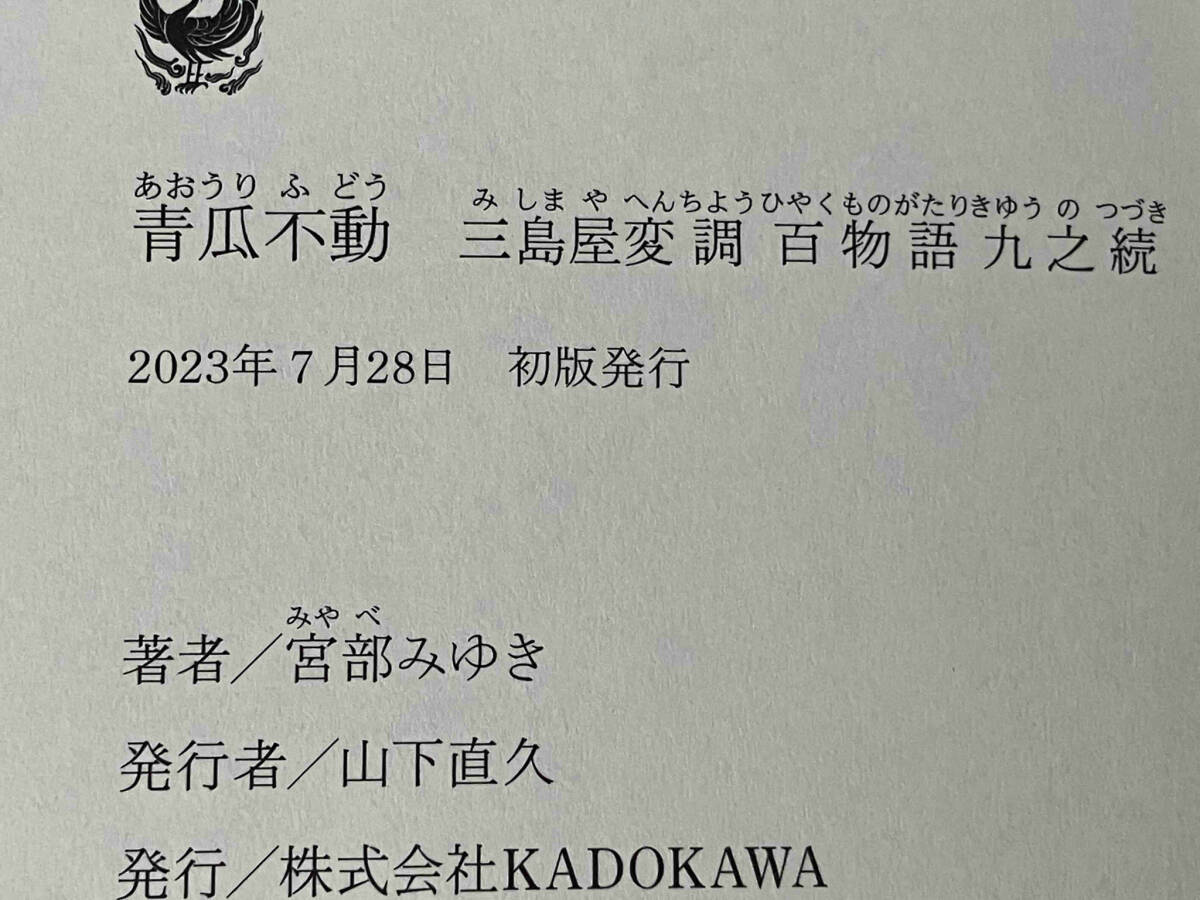 あおうり ふ どう　み しま や へんちようひやくものがたりきゆう の つづき
青瓜不動　三島屋変調 百物語 九之続
2023年７月28日　初版発行
みや べ
著者／宮部みゆき
発行者／山下直久
発行／株式会社KADOKAWA